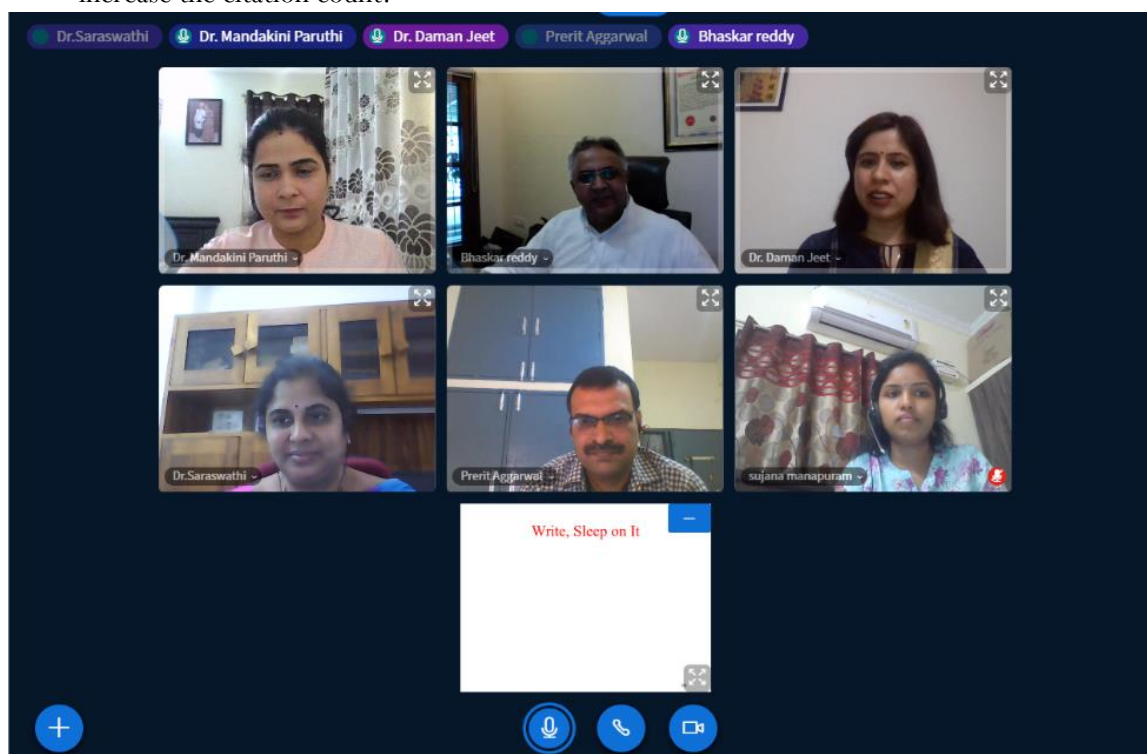 increase the citation count.
Dr.Saraswathi Dr. Mandakini Paruthi Dr. Daman Jeet Prerit Aggarwal Bhaskar reddy
Dr. Mandakini Paruthi Bhaskar reddy Dr. Daman Jeet
Dr.Saraswathi Prerit Aggarwal sujana manapuram
Write, Sleep on It